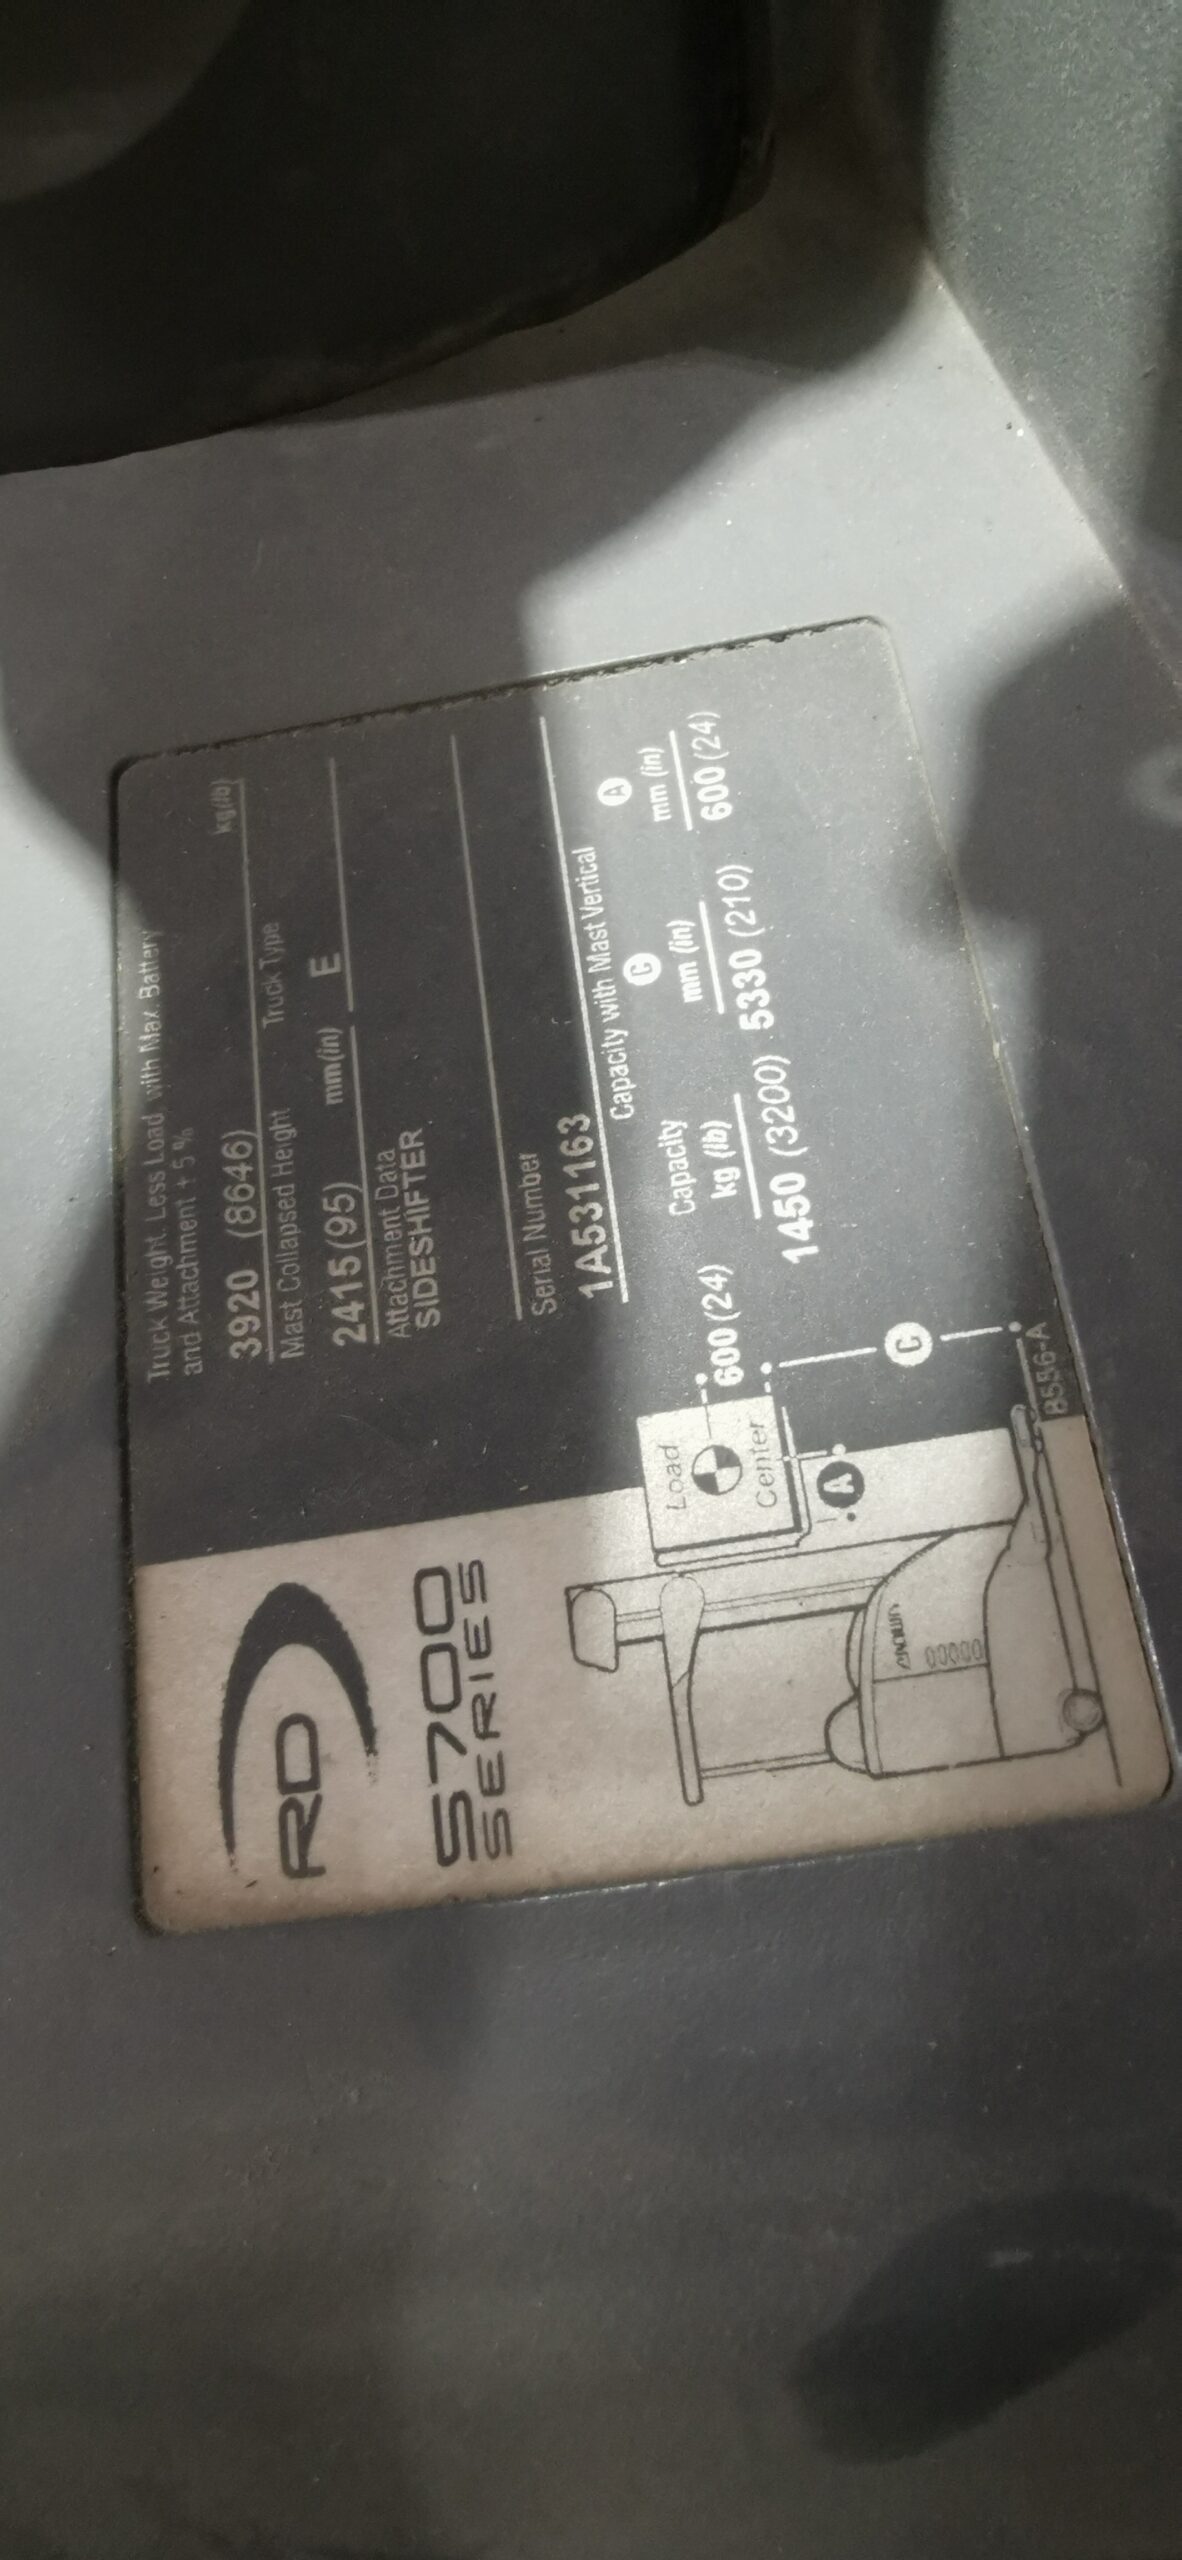 RD
5700
SERIES
Truck Weight, Less Load, with Max. Battery
and Attachment ± 5 %
3920 (8646) kg(lb)
Mast Collapsed Height Truck Type
2415(95) mm(in) E
Attachment Data
SIDESHIFTER
Serial Number
1A531163
Capacity with Mast Vertical
C A
Capacity
kg (lb) mm (in) mm (in)
600(24) 1450 (3200) 5330 (210) 600 (24)
Load
Center
A
C
CROWN
8556-A